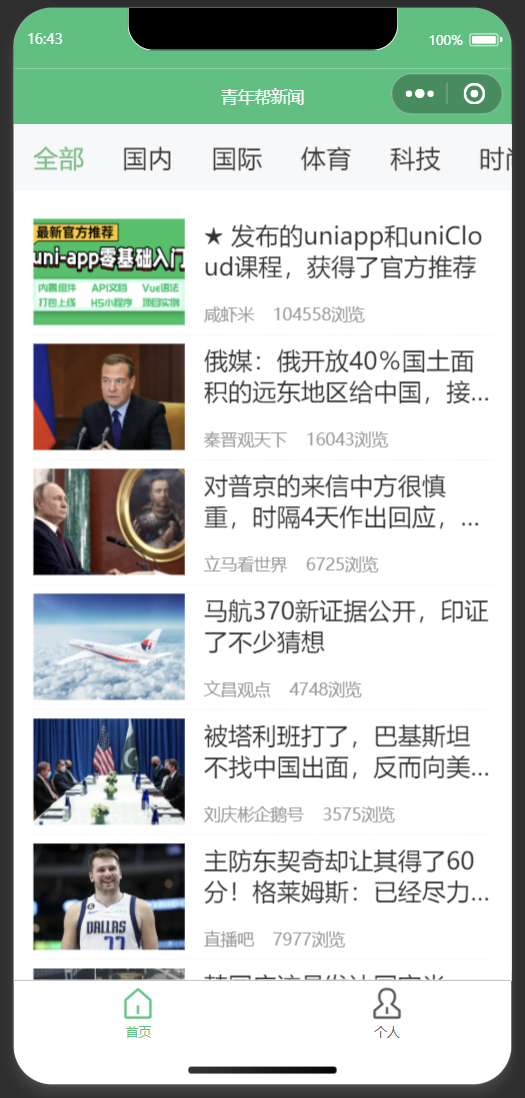 16:43
100%
青年帮新闻
全部 国内 国际 体育 科技 时尚
最新官方推荐
uni-app零基础入门
内置组件 API文档 Vue语法
打包上线 H5小程序 项目实例
★ 发布的uniapp和uniClo
ud课程，获得了官方推荐
咸虾米 104558浏览
俄媒：俄开放40%国土面
积的远东地区给中国，接...
秦晋观天下 16043浏览
对普京的来信中方很慎
重，时隔4天作出回应，...
立马看世界 6725浏览
马航370新证据公开，印证
了不少猜想
文昌观点 4748浏览
被塔利班打了，巴基斯坦
不找中国出面，反而向美...
刘庆彬企鹅号 3575浏览
主防东契奇却让其得了60
分！格莱姆斯：已经尽力...
直播吧 7977浏览
DALLAS
77
首页 个人